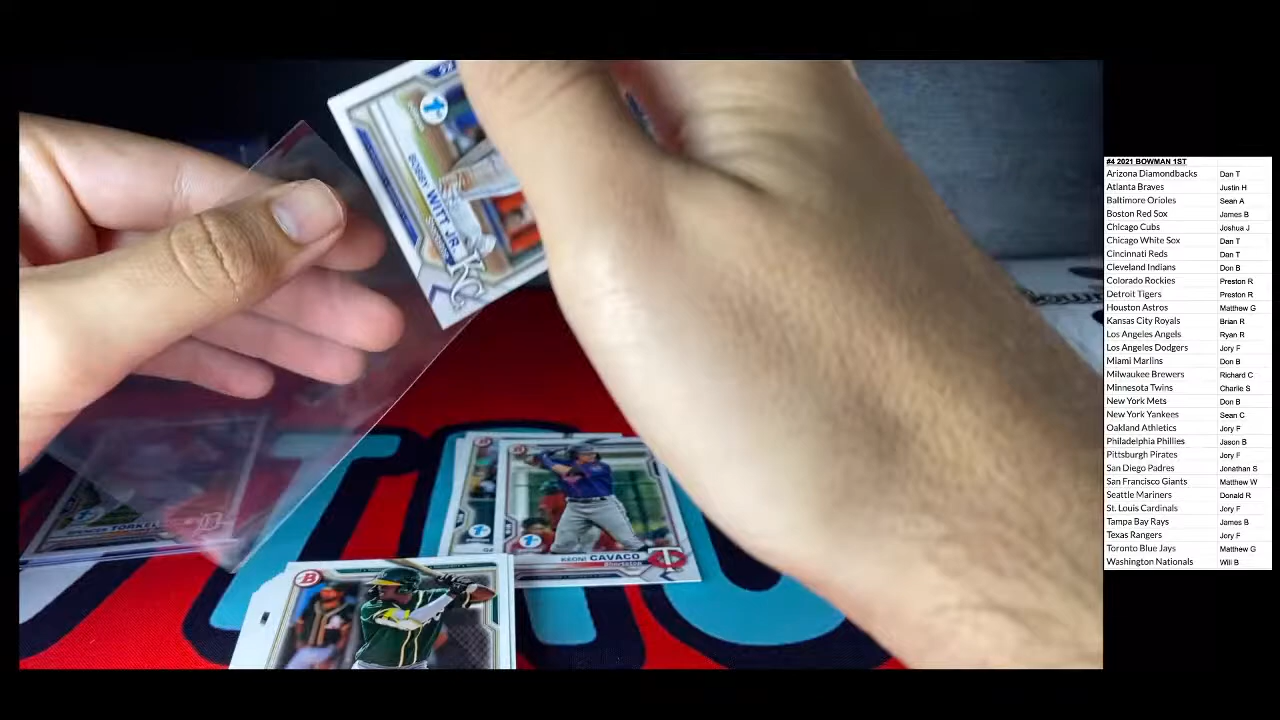 BOBBY WITT JR.
Shortstop
KC
SPENCER TORKEL
B
KEONI CAVACO
Shortstop
B
#4 2021 BOWMAN 1ST
Arizona Diamondbacks Dan T
Atlanta Braves Justin H
Baltimore Orioles Sean A
Boston Red Sox James B
Chicago Cubs Joshua J
Chicago White Sox Dan T
Cincinnati Reds Dan T
Cleveland Indians Don B
Colorado Rockies Preston R
Detroit Tigers Preston R
Houston Astros Matthew G
Kansas City Royals Brian R
Los Angeles Angels Ryan R
Los Angeles Dodgers Jory F
Miami Marlins Don B
Milwaukee Brewers Richard C
Minnesota Twins Charlie S
New York Mets Don B
New York Yankees Sean C
Oakland Athletics Jory F
Philadelphia Phillies Jason B
Pittsburgh Pirates Jory F
San Diego Padres Jonathan S
San Francisco Giants Matthew W
Seattle Mariners Donald R
St. Louis Cardinals Jory F
Tampa Bay Rays James B
Texas Rangers Jory F
Toronto Blue Jays Matthew G
Washington Nationals Will B